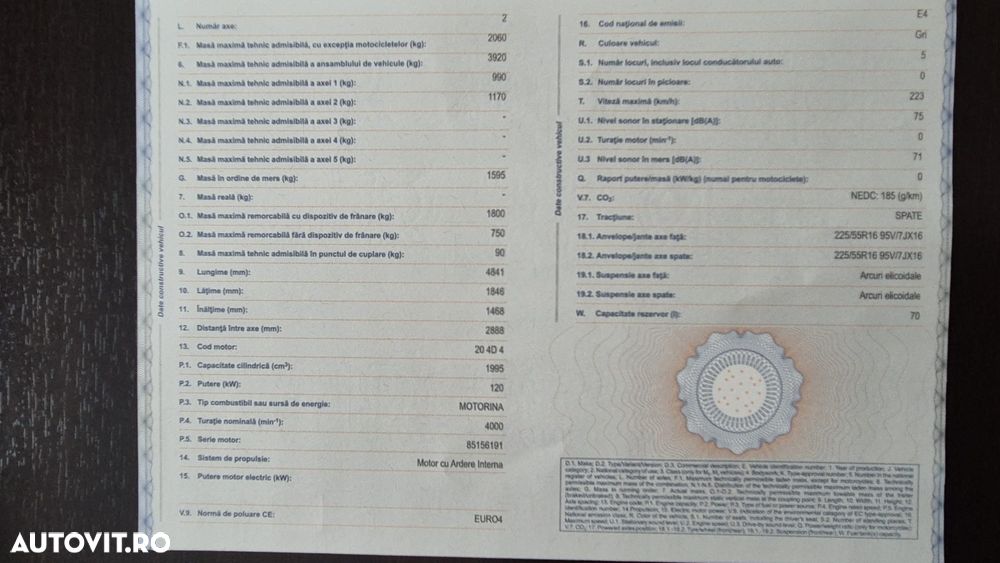 L. Număr axe: 2
F.1. Masă maximă tehnic admisibilă, cu excepția motocicletelor (kg): 2060
6. Masă maximă tehnic admisibilă a ansamblului de vehicule (kg): 3920
N.1. Masă maximă tehnic admisibilă a axei 1 (kg): 990
N.2. Masă maximă tehnic admisibilă a axei 2 (kg): 1170
N.3. Masă maximă tehnic admisibilă a axei 3 (kg): -
N.4. Masă maximă tehnic admisibilă a axei 4 (kg): -
N.5. Masă maximă tehnic admisibilă a axei 5 (kg): -
G. Masă în ordine de mers (kg): 1595
7. Masă reală (kg): -
O.1. Masă maximă remorcabilă cu dispozitiv de frânare (kg): 1800
O.2. Masă maximă remorcabilă fără dispozitiv de frânare (kg): 750
8. Masă maximă tehnic admisibilă în punctul de cuplare (kg): 90
9. Lungime (mm): 4841
10. Lățime (mm): 1846
11. Înălțime (mm): 1468
12. Distanță între axe (mm): 2888
13. Cod motor: 20 4D 4
P.1. Capacitate cilindrică (cm³): 1995
P.2. Putere (kW): 120
P.3. Tip combustibil sau sursă de energie: MOTORINA
P.4. Turație nominală (min⁻¹): 4000
P.5. Serie motor: 85156191
14. Sistem de propulsie: Motor cu Ardere Interna
15. Putere motor electric (kW):
V.9. Normă de poluare CE: EURO4
Date constructive vehicul
16. Cod național de emisii: E4
R. Culoare vehicul: Gri
S.1. Număr locuri, inclusiv locul conducătorului auto: 5
S.2. Număr locuri în picioare: 0
T. Viteză maximă (km/h): 223
U.1. Nivel sonor în staționare [dB(A)]: 75
U.2. Turație motor (min⁻¹): 0
U.3 Nivel sonor în mers [dB(A)]: 71
Q. Raport putere/masă (kW/kg) (numai pentru motociclete): 0
V.7. CO₂: NEDC: 185 (g/km)
17. Tracțiune: SPATE
18.1. Anvelope/jante axe față: 225/55R16 95V/7JX16
18.2. Anvelope/jante axe spate: 225/55R16 95V/7JX16
19.1. Suspensie axe față: Arcuri elicoidale
19.2. Suspensie axe spate: Arcuri elicoidale
W. Capacitate rezervor (l): 70
Date constructive vehicul
AUTOVIT.RO